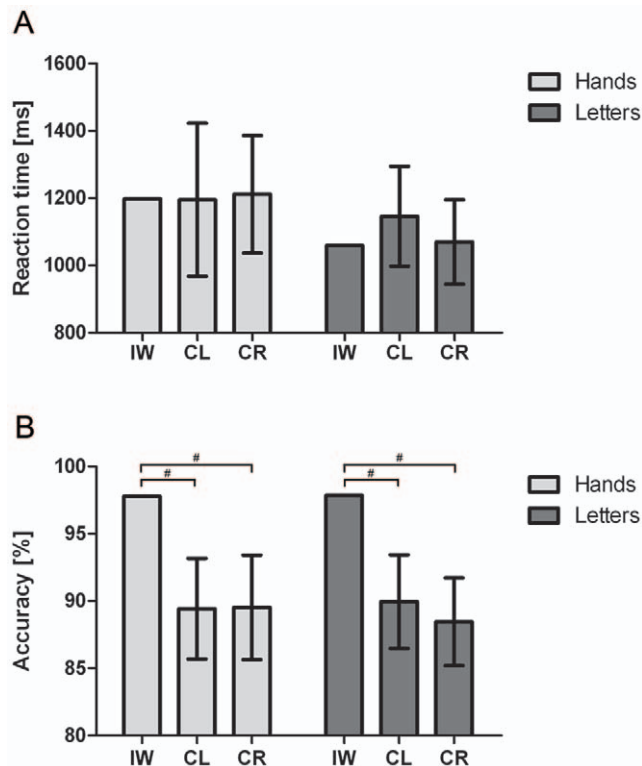 A
Reaction time [ms]
1600
1400
1200
1000
800
IW CL CR IW CL CR
Hands
Letters
B
Accuracy [%]
100
95
90
85
80
# # # #
IW CL CR IW CL CR
Hands
Letters